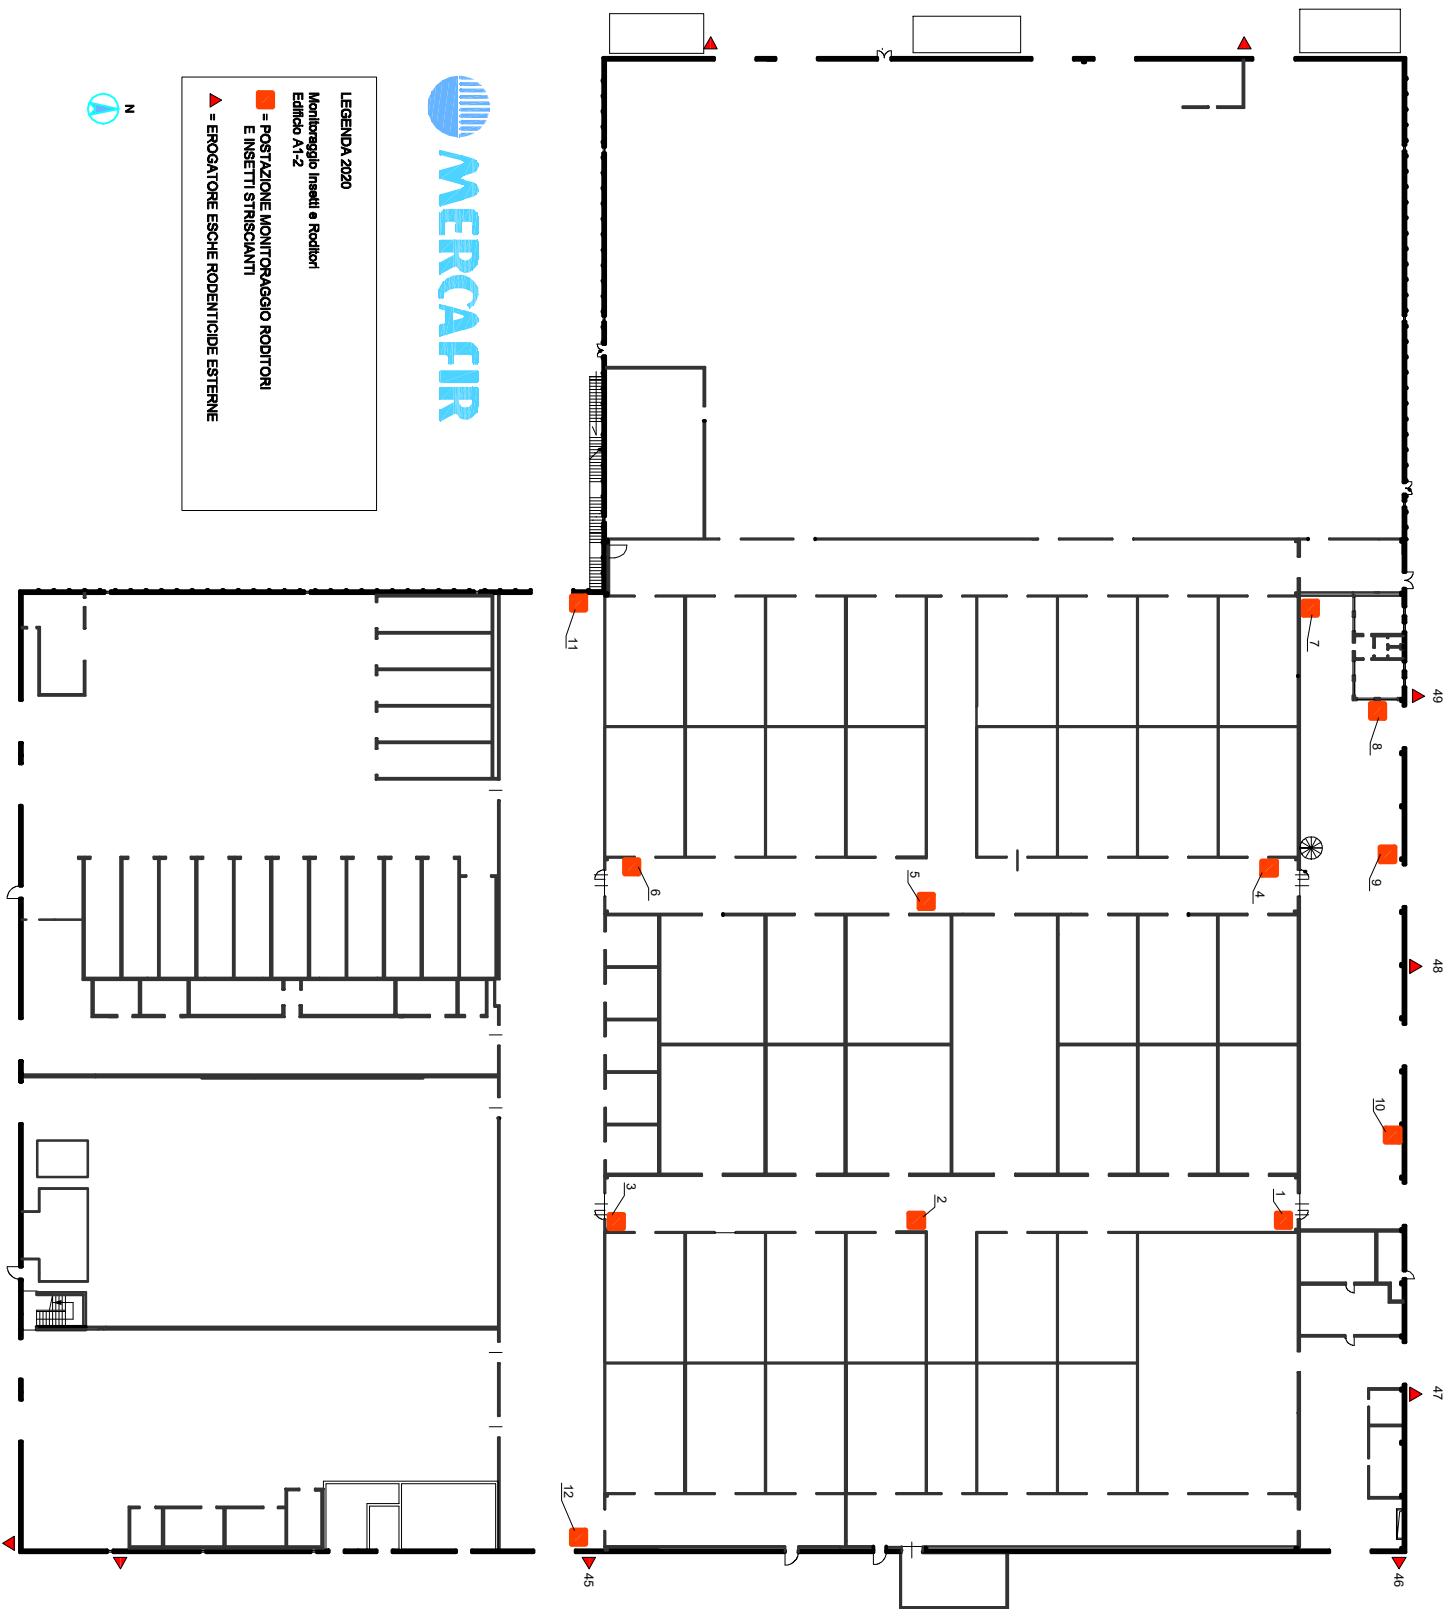 MERCAFIR
LEGENDA 2020
Monitoraggio Insetti e Roditori
Edificio A1-2
= POSTAZIONE MONITORAGGIO RODITORI
E INSETTI STRISCIANTI
= EROGATORE ESCHE RODENTICIDE ESTERNE
N
11
7
49
8
6
5
4
9
48
10
3
2
1
47
12
45
46